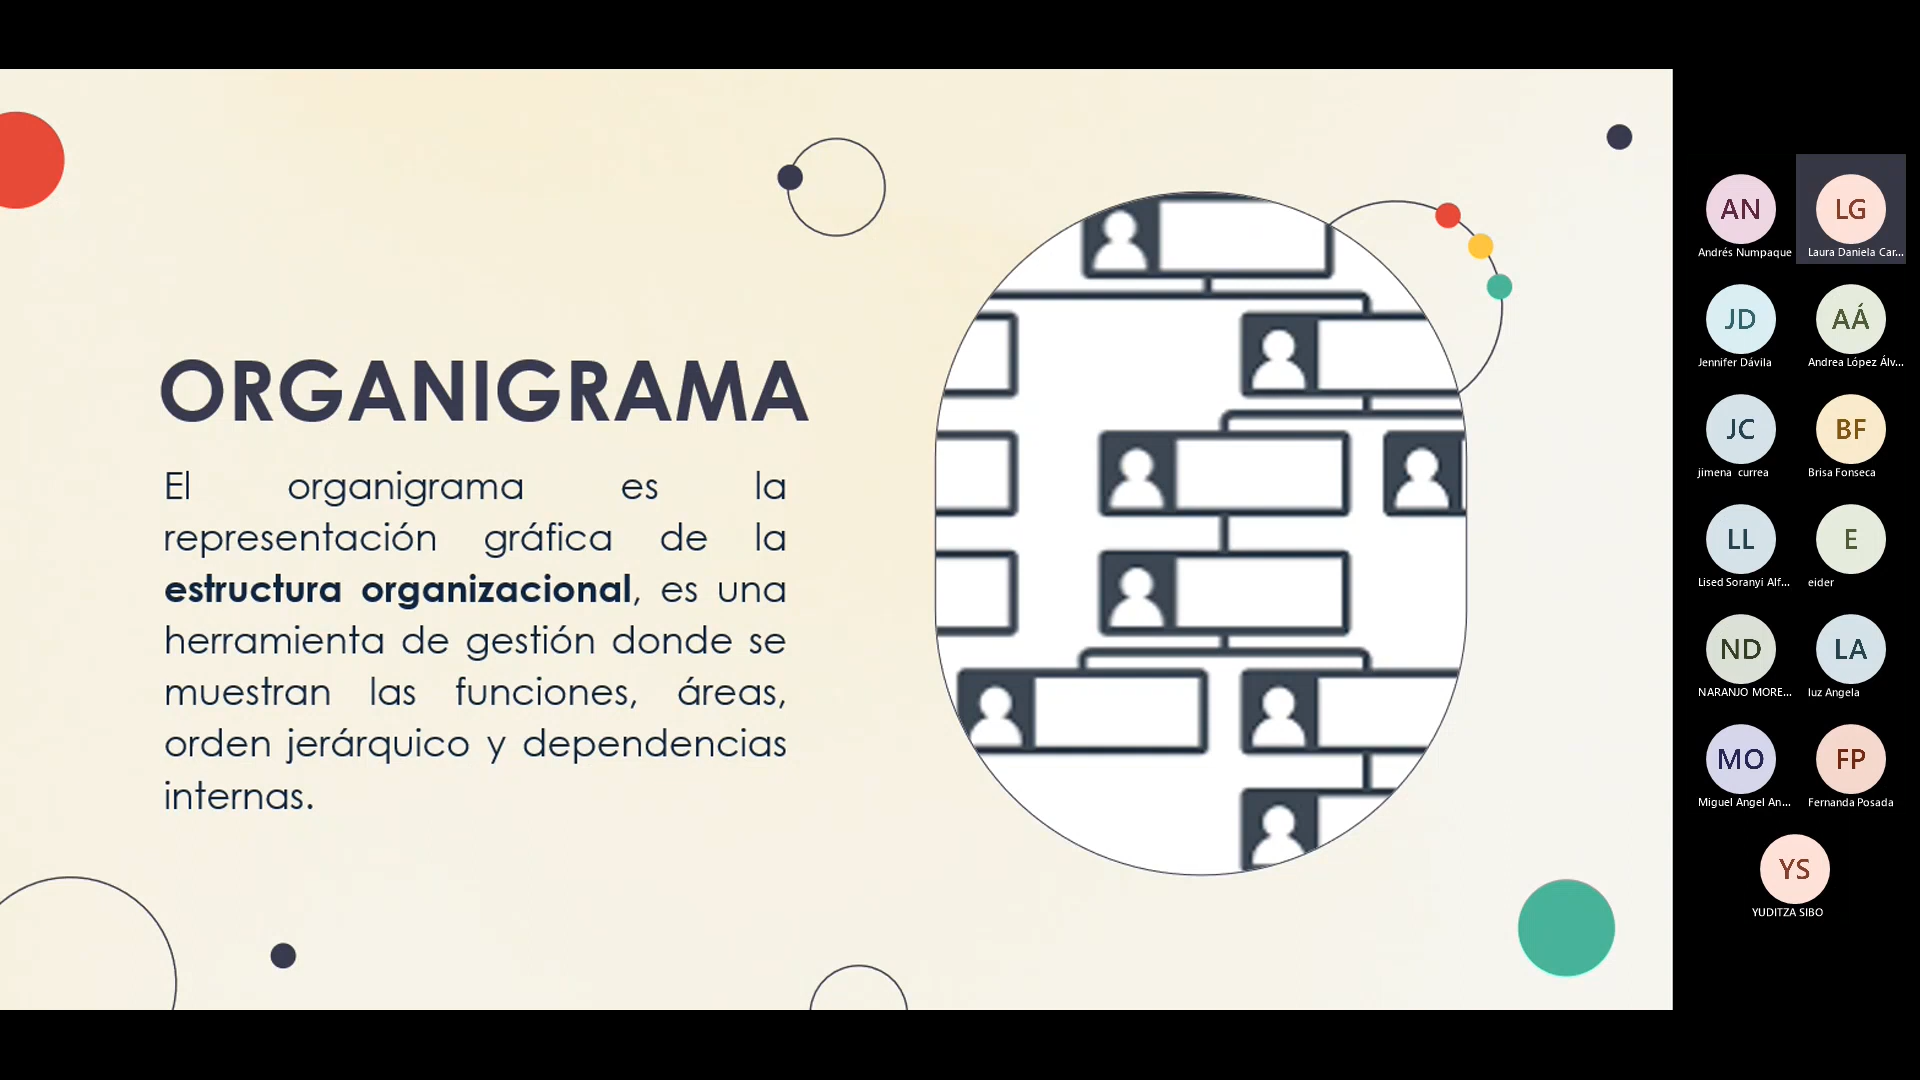 ORGANIGRAMA
El organigrama es la
representación gráfica de la
estructura organizacional, es una
herramienta de gestión donde se
muestran las funciones, áreas,
orden jerárquico y dependencias
internas.
AN
Andrés Numpaque
LG
Laura Daniela Car...
JD
Jennifer Dávila
AÁ
Andrea López Álv...
JC
jimena currea
BF
Brisa Fonseca
LL
Lised Soranyi Alf...
E
eider
ND
NARANJO MORE...
LA
luz Angela
MO
Miguel Angel An...
FP
Fernanda Posada
YS
YUDITZA SIBO